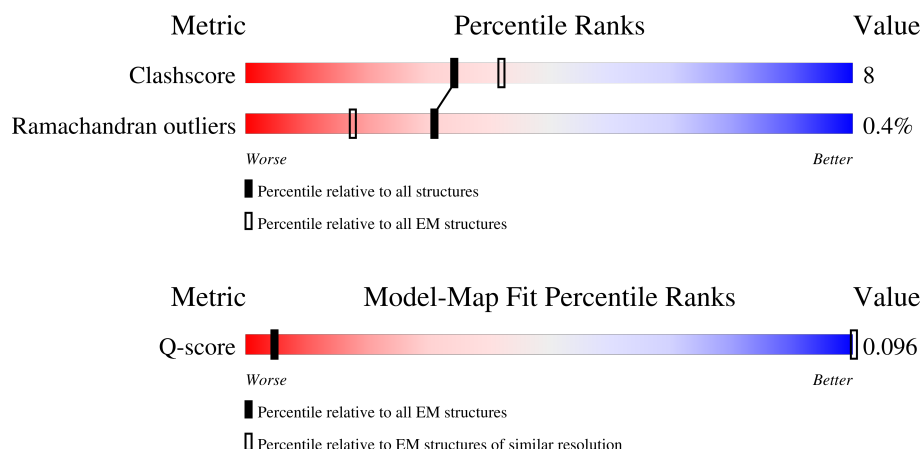 Metric Percentile Ranks Value
Clashscore 8
Ramachandran outliers 0.4%
Worse Better
Percentile relative to all structures
Percentile relative to all EM structures
Metric Model-Map Fit Percentile Ranks Value
Q-score 0.096
Worse Better
Percentile relative to all EM structures
Percentile relative to EM structures of similar resolution